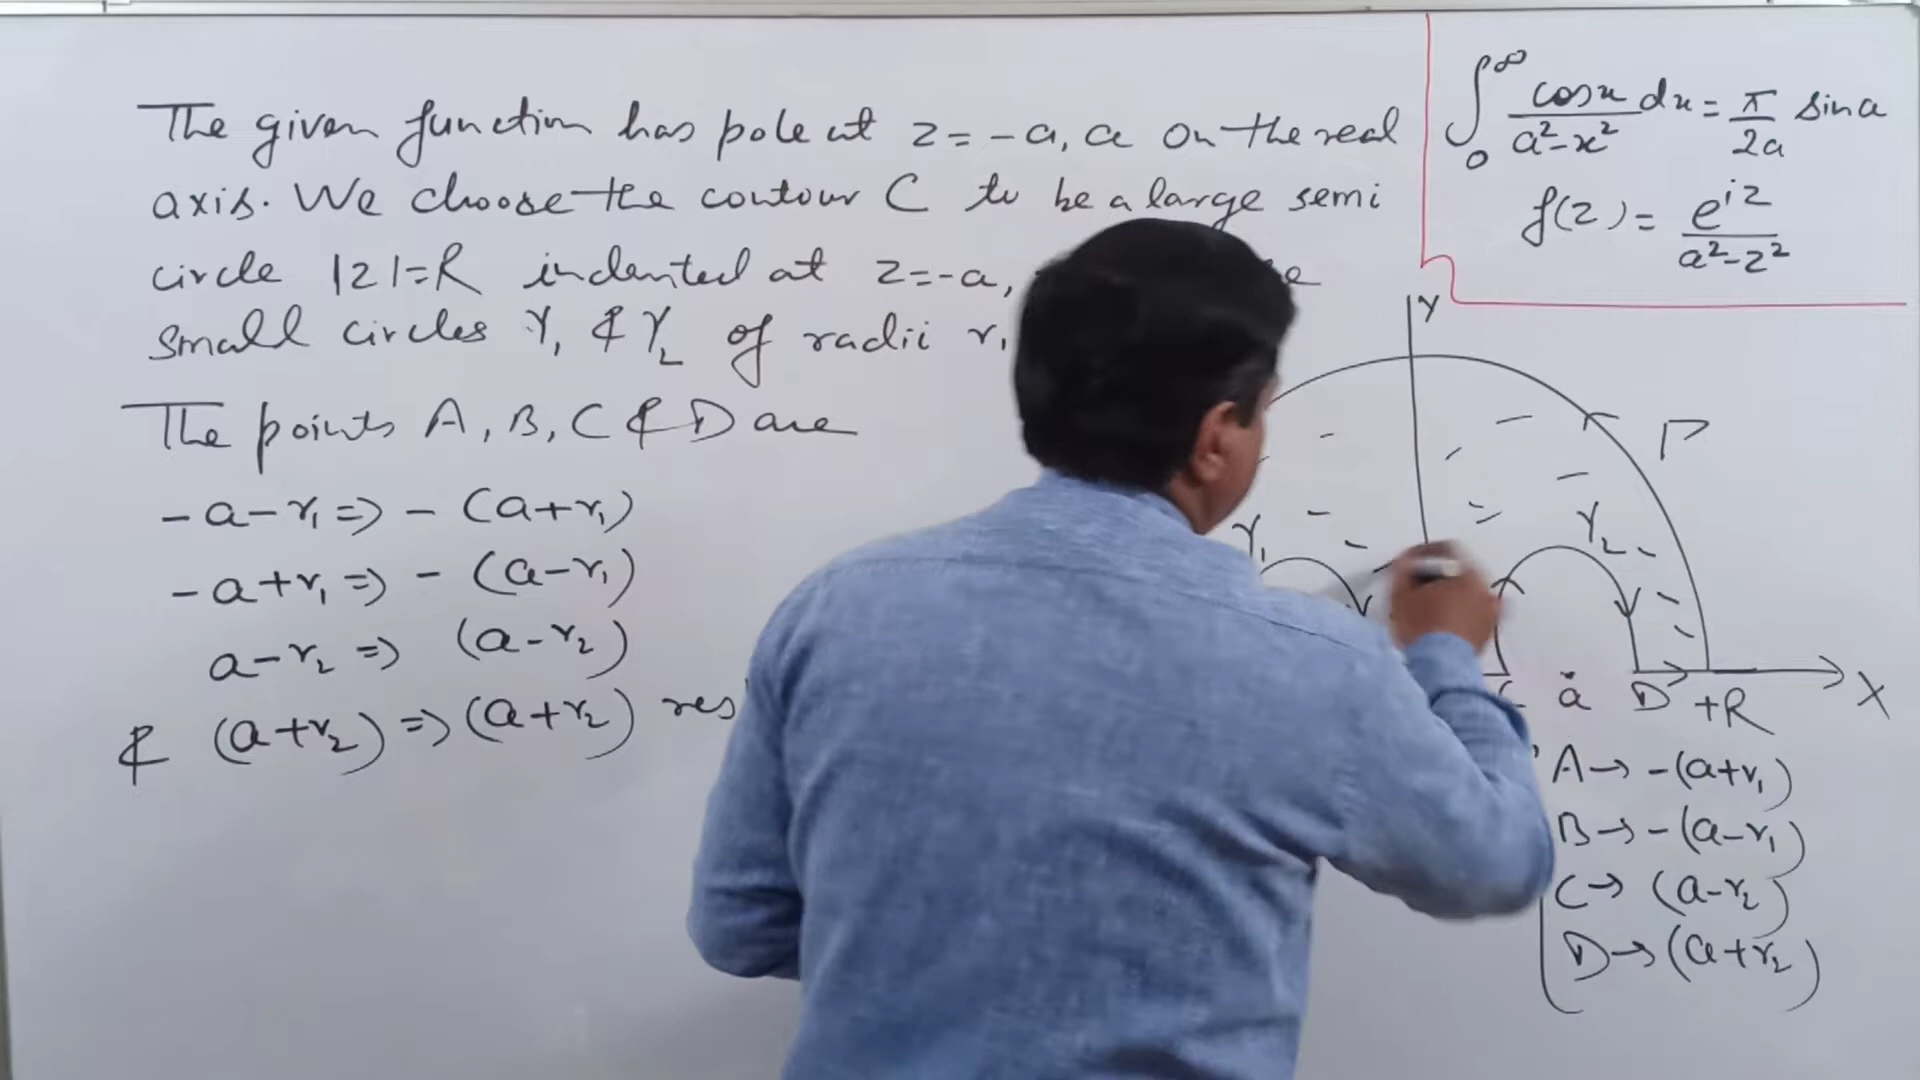 The given function has pole at z=-a, a on the real
axis. We choose the contour C to be a large semi
circle |z|=R indented at z=-a,
small circles γ₁ & γ₂ of radii r₁
The points A, B, C & D are
-a-r₁ => -(a+r₁)
-a+r₁ => -(a-r₁)
a-r₂ => (a-r₂)
& (a+r₂) => (a+r₂) res
∫₀^∞ cosx/(a²-x²) dx = π/2a sin a
f(z) = e^{iz}/(a²-z²)
Y
Γ
γ₁
γ₂
a D +R X
A→ -(a+r₁)
B→ -(a-r₁)
C→ (a-r₂)
D→ (a+r₂)